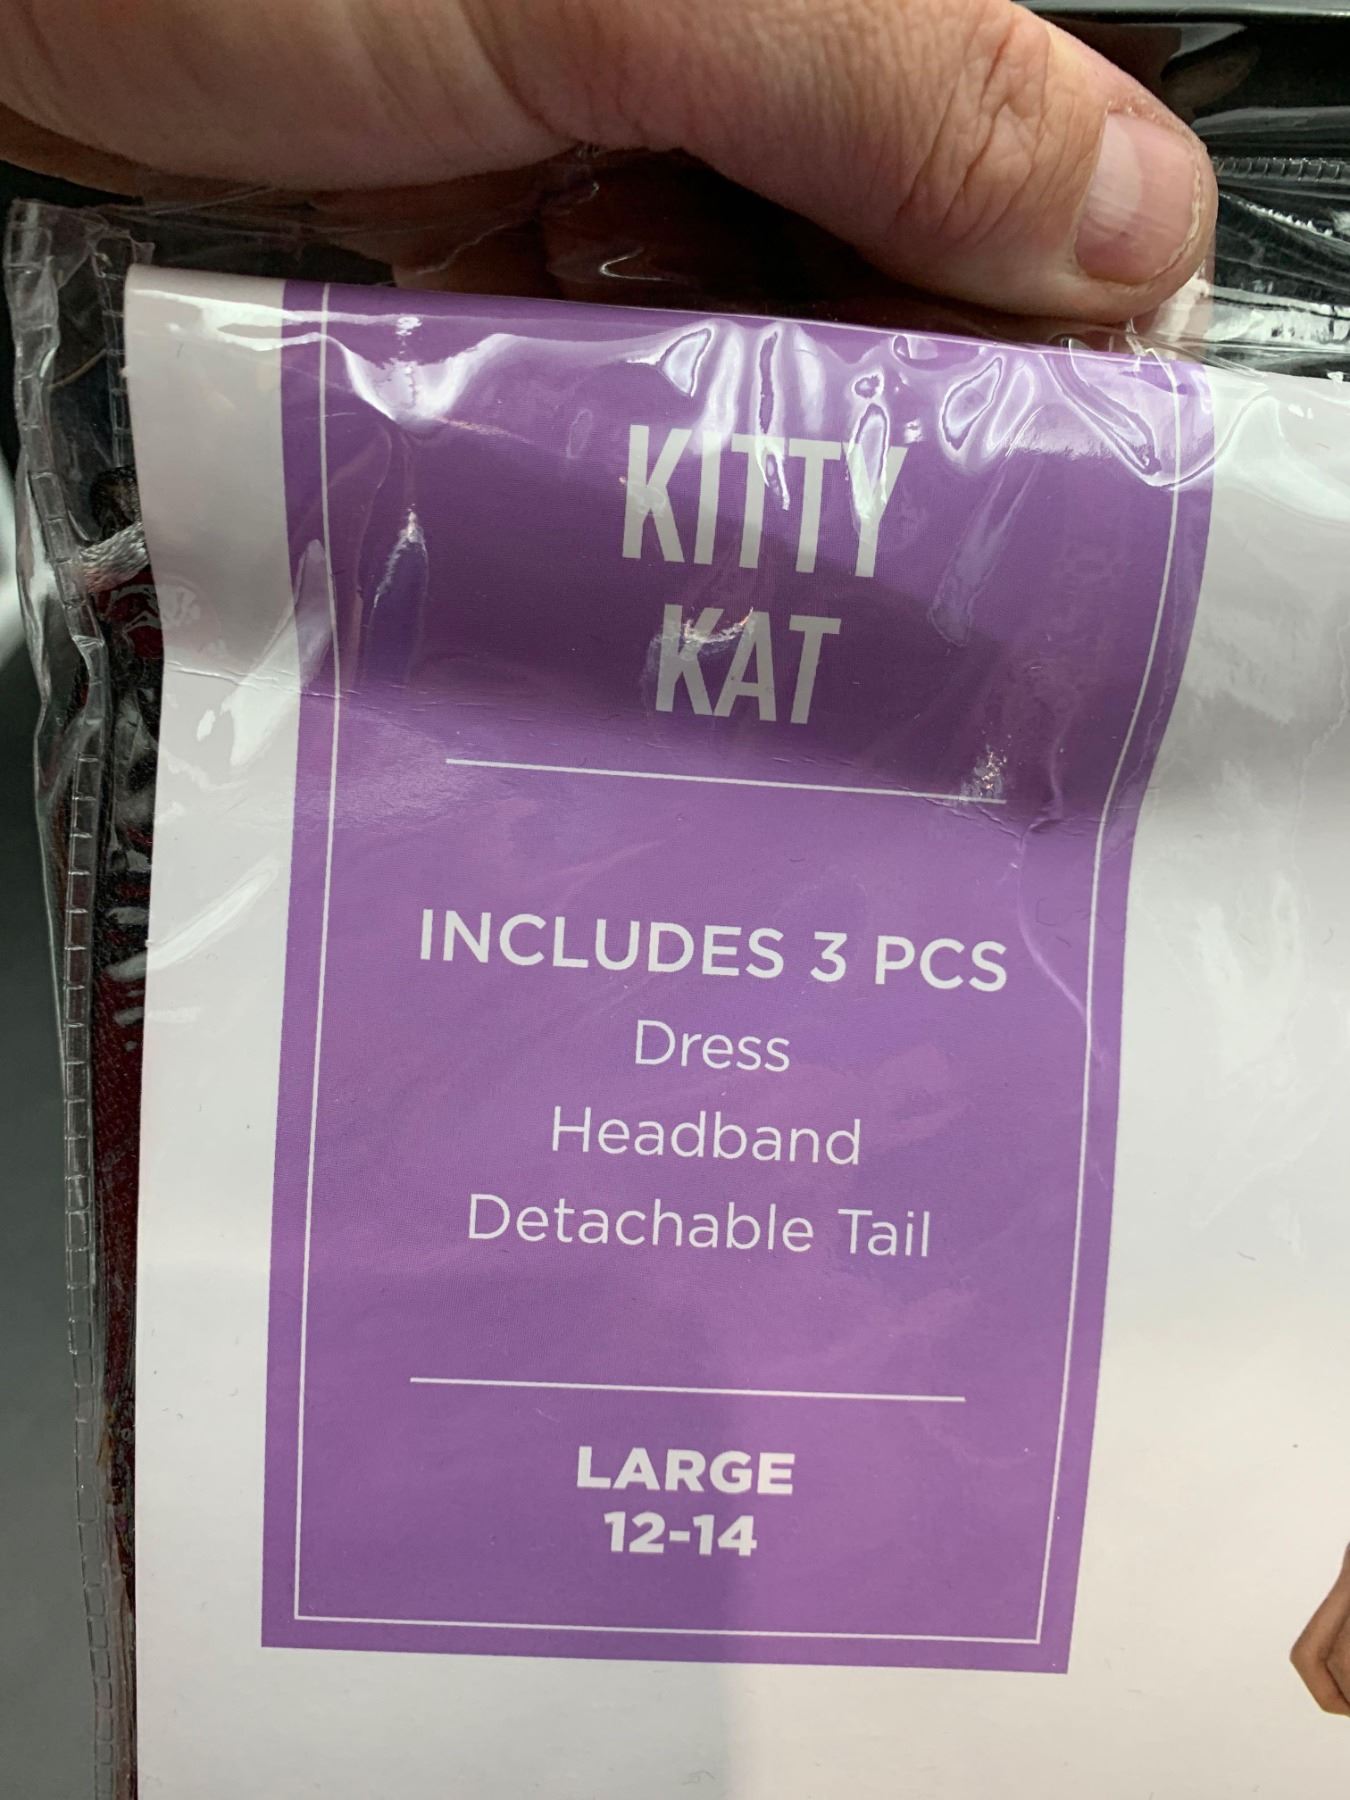 KITTY
KAT
INCLUDES 3 PCS
Dress
Headband
Detachable Tail
LARGE
12-14